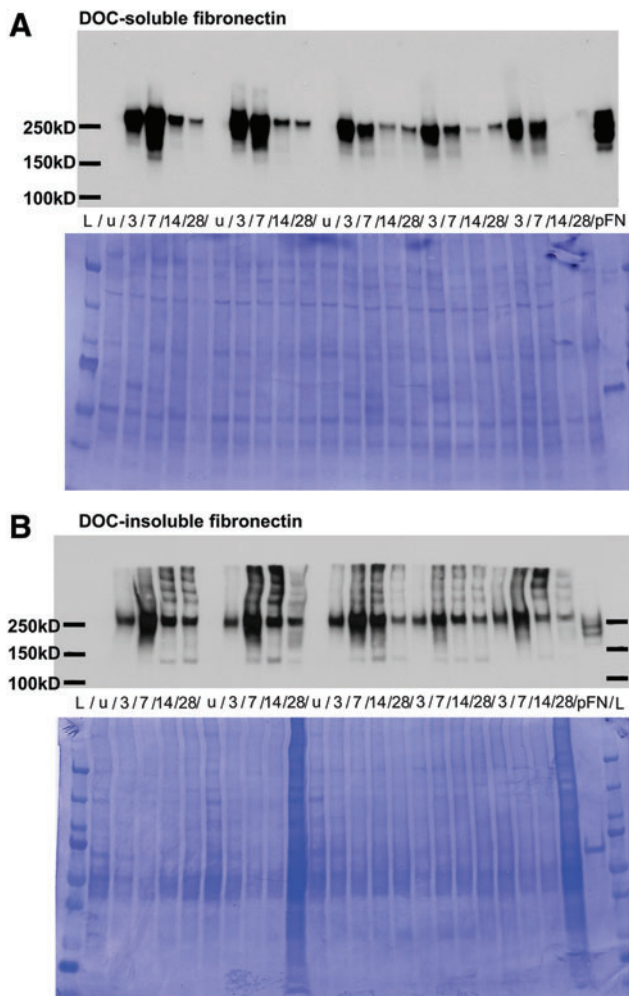 A
DOC-soluble fibronectin
250kD
150kD
100kD
L / u / 3 / 7 /14/28/ u / 3 / 7 /14/28/ u / 3 / 7 /14/28/ 3 / 7 /14/28/ 3 / 7 /14/28/pFN
B
DOC-insoluble fibronectin
250kD
150kD
100kD
L / u / 3 / 7 /14/28/ u / 3 / 7 /14/28/ u / 3 / 7 /14/28/ 3 / 7 /14/28/ 3 / 7 /14/28/pFN/ L